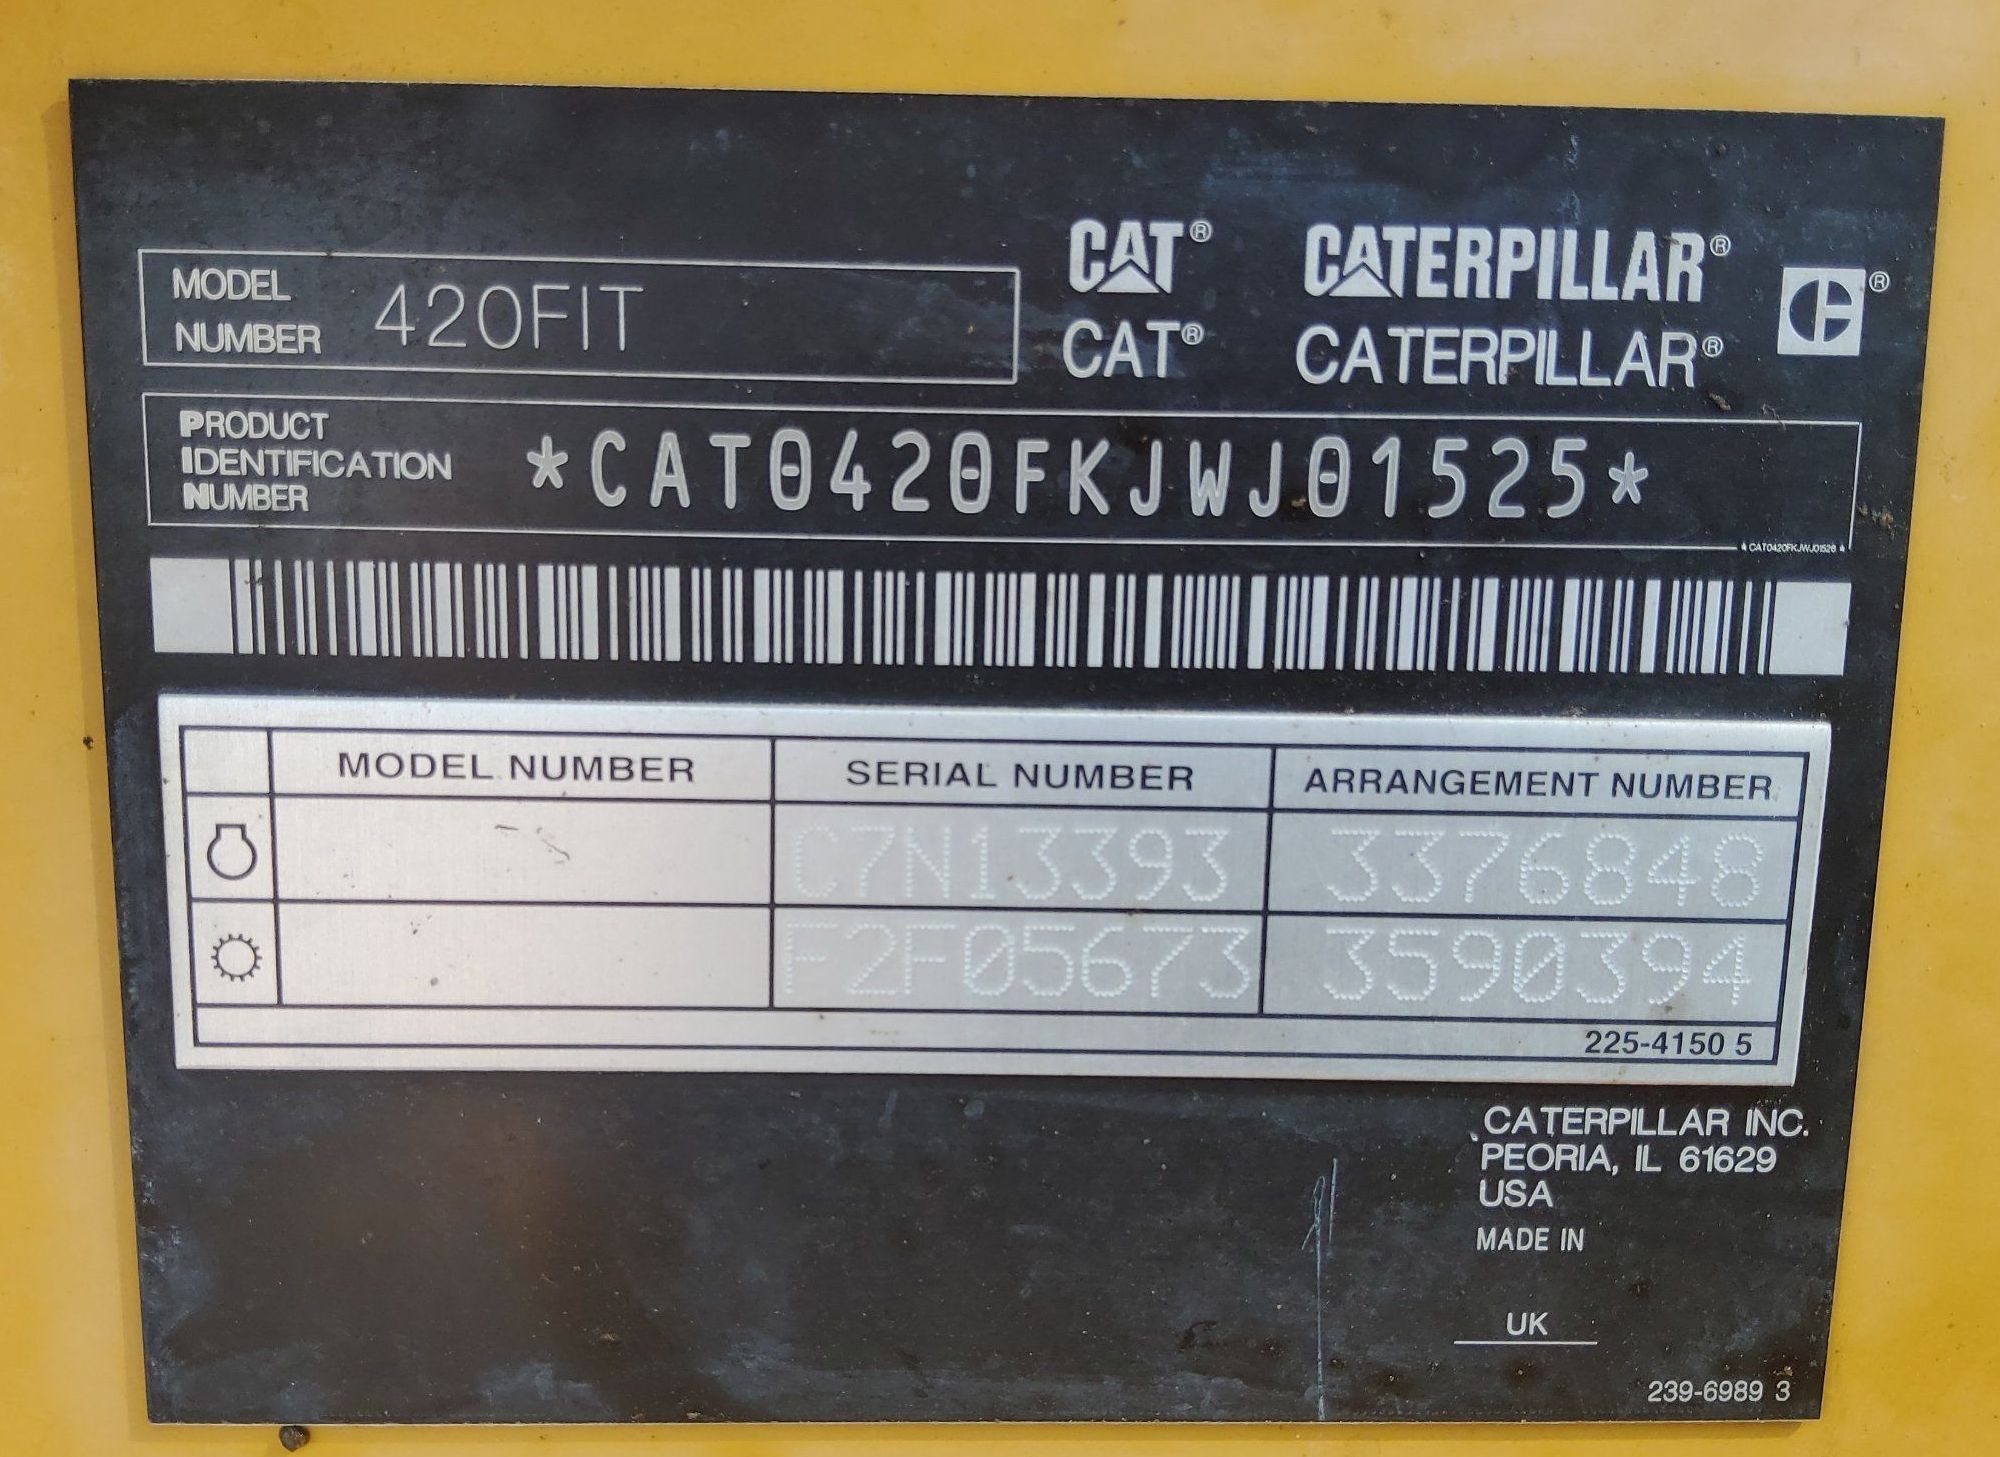 CAT® CATERPILLAR®
MODEL NUMBER 420FIT
CAT® CATERPILLAR®
PRODUCT IDENTIFICATION NUMBER *CAT0420FKJWJ01525*
MODEL NUMBER SERIAL NUMBER ARRANGEMENT NUMBER
C7N13393 3376848
F2F05673 3590394
225-4150 5
CATERPILLAR INC.
PEORIA, IL 61629
USA
MADE IN
UK
239-6989 3